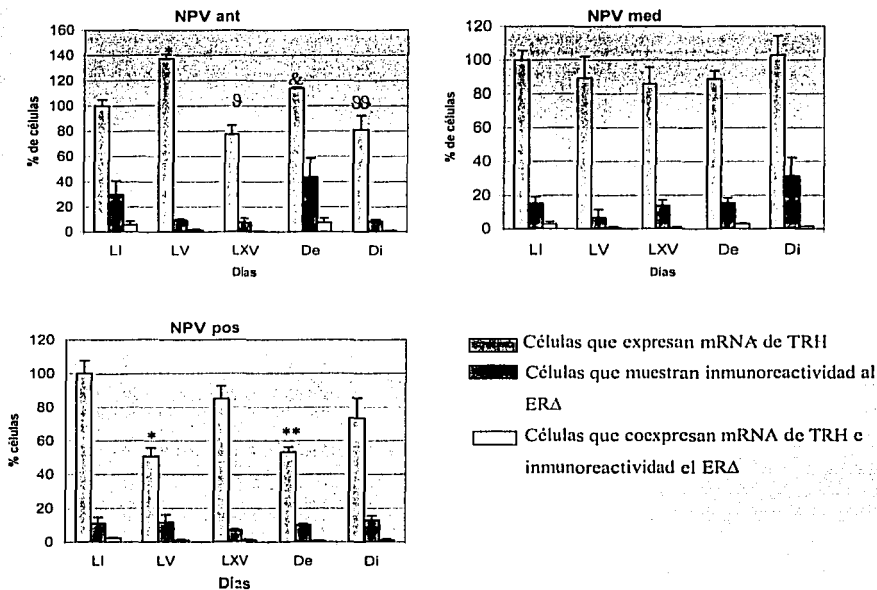 NPV ant
160
140
120
100
80
60
40
20
0
% de células
*
&
LI LV LXV De Di
Días
NPV med
120
100
80
60
40
20
0
% de células
LI LV LXV De Di
Días
NPV pos
120
100
80
60
40
20
0
% células
*
**
LI LV LXV De Di
Días
Células que expresan mRNA de TRH
Células que muestran inmunoreactividad al
ERΔ
Células que coexpresan mRNA de TRH e
inmunoreactividad el ERΔ